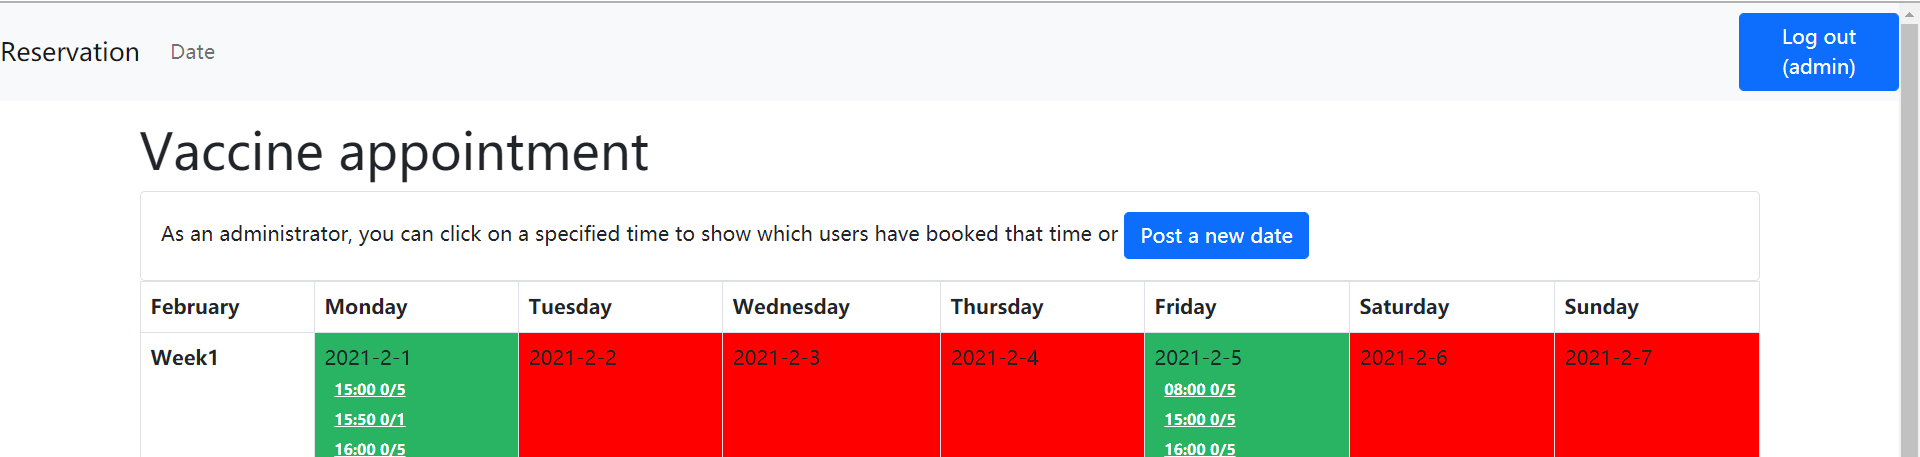 Reservation Date Log out
(admin)
Vaccine appointment
As an administrator, you can click on a specified time to show which users have booked that time or Post a new date
February Monday Tuesday Wednesday Thursday Friday Saturday Sunday
Week1 2021-2-1 2021-2-2 2021-2-3 2021-2-4 2021-2-5 2021-2-6 2021-2-7
15:00 0/5 08:00 0/5
15:50 0/1 15:00 0/5
16:00 0/5 16:00 0/5